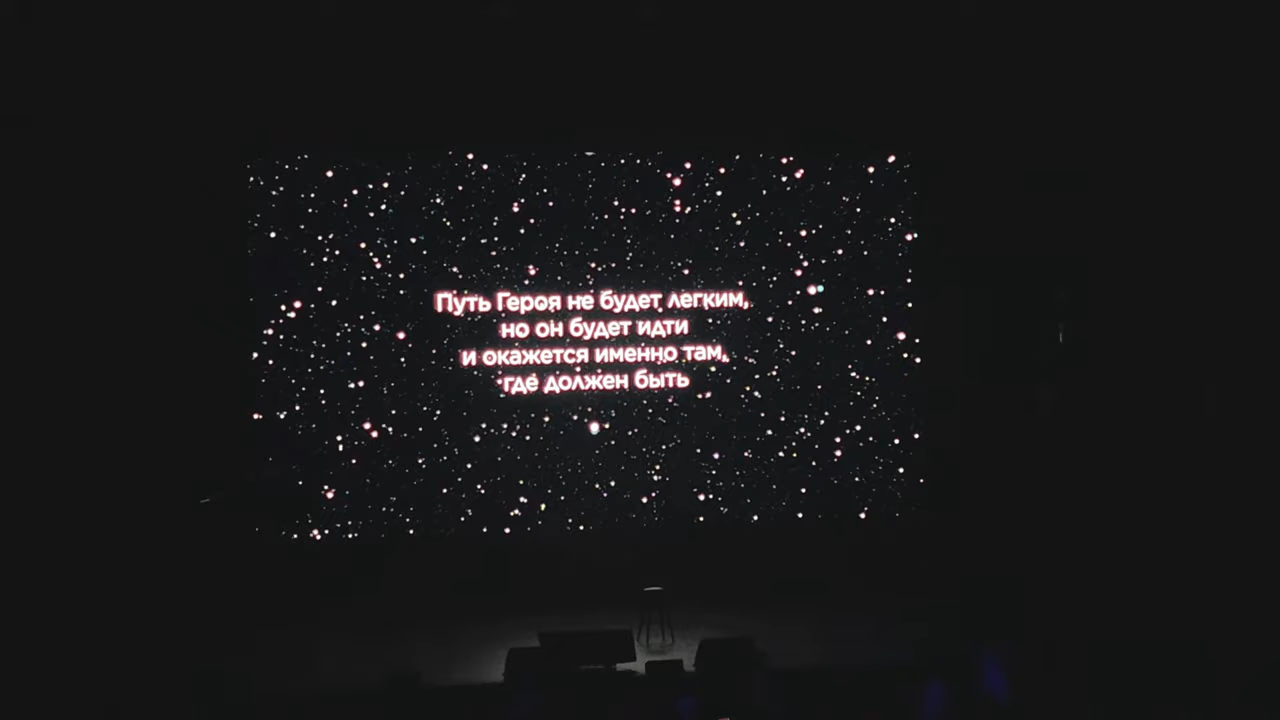 Путь Героя не будет легким,
но он будет идти
и окажется именно там,
где должен быть